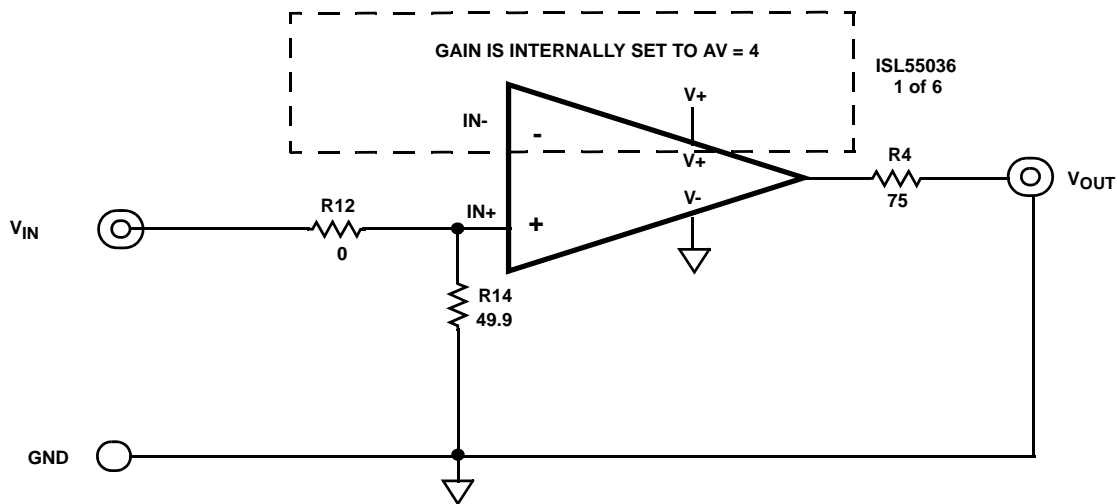 GAIN IS INTERNALLY SET TO AV = 4
ISL55036
1 of 6
V+
IN-
-
V+
R4
75
VOUT
V-
R12
0
IN+
+
VIN
R14
49.9
GND